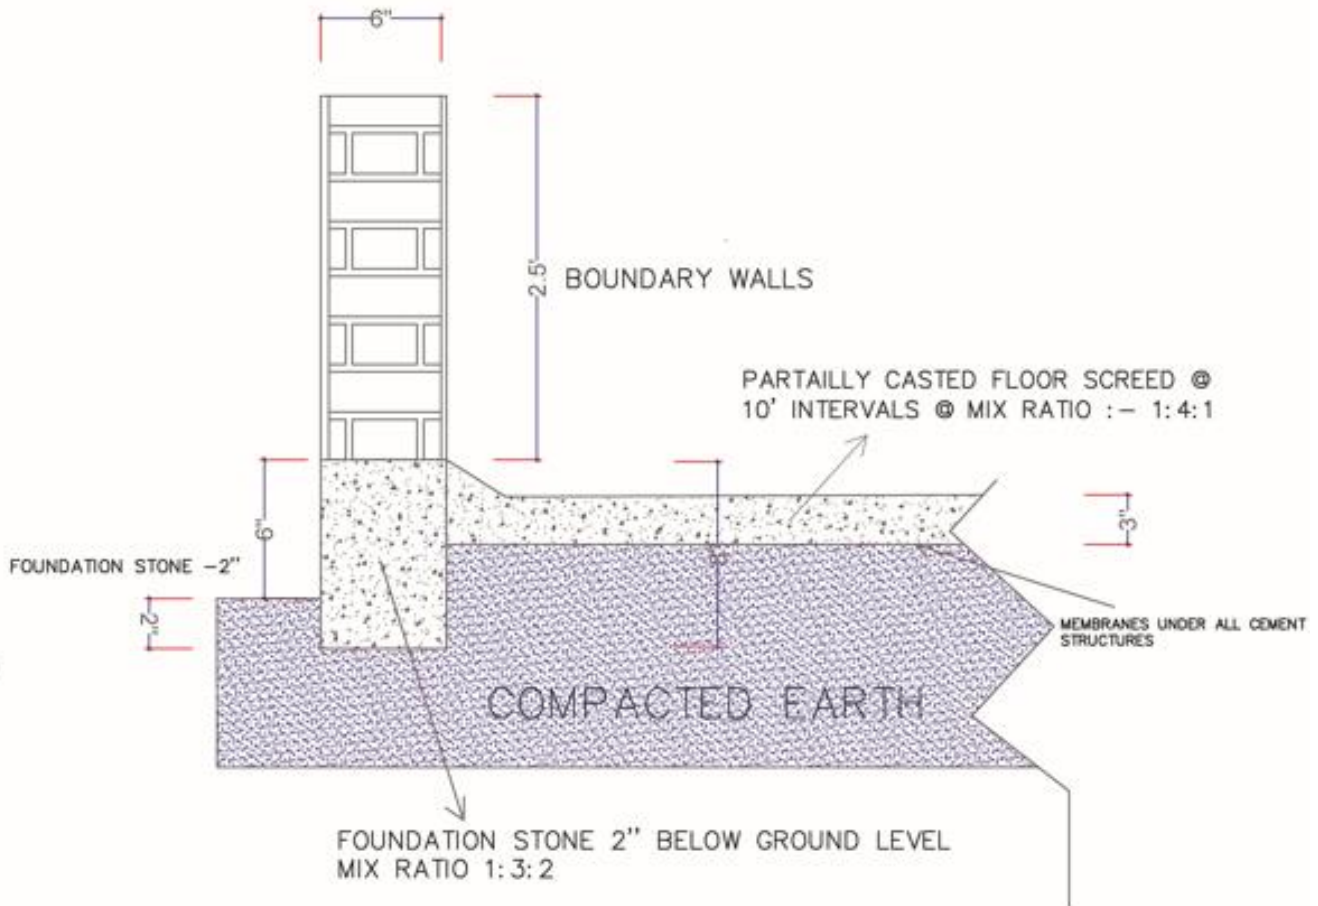 6"
2.5'
BOUNDARY WALLS
PARTAILLY CASTED FLOOR SCREED @
10' INTERVALS @ MIX RATIO :- 1:4:1
6"
3"
FOUNDATION STONE -2"
2"
MEMBRANES UNDER ALL CEMENT
STRUCTURES
COMPACTED EARTH
FOUNDATION STONE 2" BELOW GROUND LEVEL
MIX RATIO 1:3:2